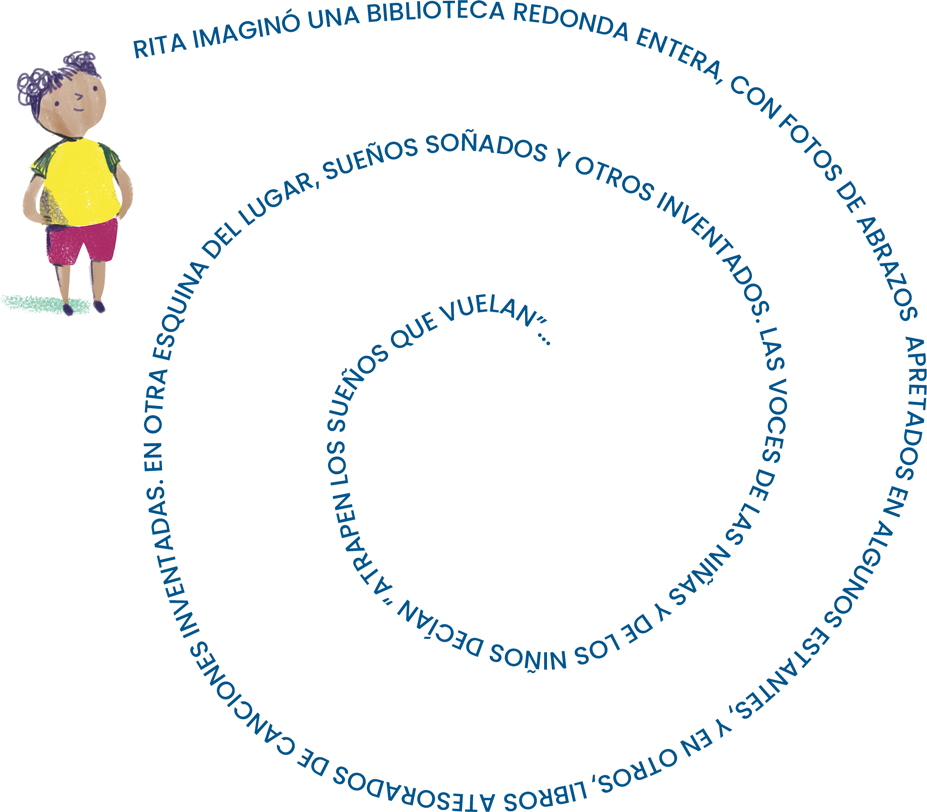 RITA IMAGINÓ UNA BIBLIOTECA REDONDA ENTERA, CON FOTOS DE ABRAZOS APRETADOS EN ALGUNOS ESTANTES, Y EN OTROS, LIBROS ATESORADOS DE CANCIONES INVENTADAS. EN OTRA ESQUINA DEL LUGAR, SUEÑOS SOÑADOS Y OTROS INVENTADOS. LAS VOCES DE LAS NIÑAS Y DE LOS NIÑOS DECÍAN “ATRAPEN LOS SUEÑOS QUE VUELAN”...